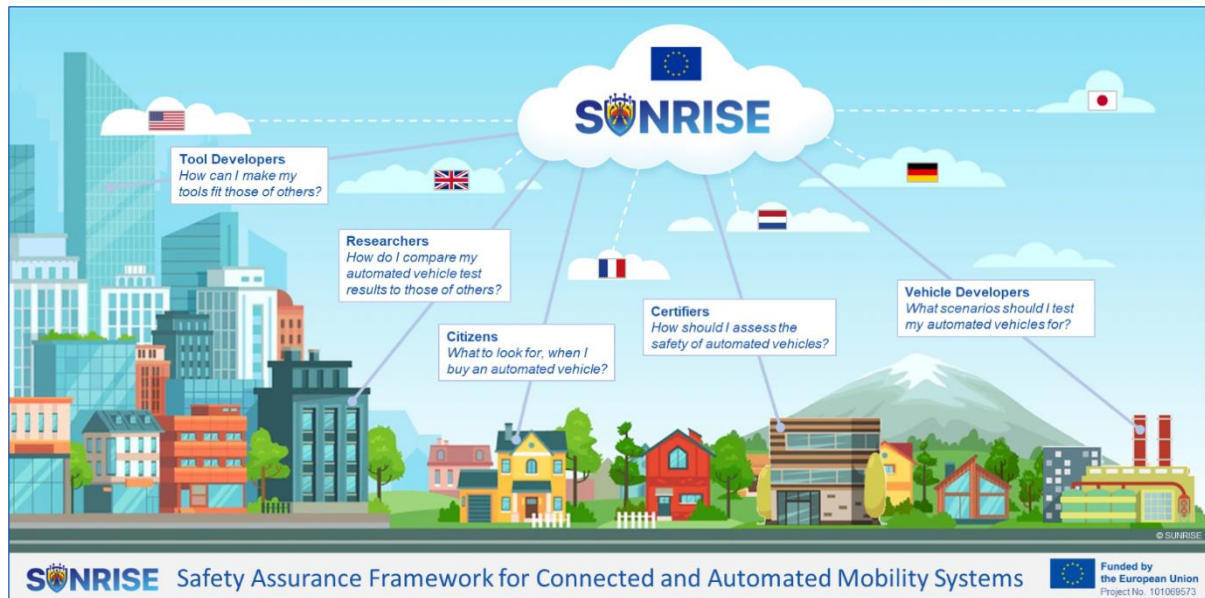 SUNRISE
Tool Developers
How can I make my
tools fit those of others?
Researchers
How do I compare my
automated vehicle test
results to those of others?
Citizens
What to look for, when I
buy an automated vehicle?
Certifiers
How should I assess the
safety of automated vehicles?
Vehicle Developers
What scenarios should I test
my automated vehicles for?
© SUNRISE
SUNRISE Safety Assurance Framework for Connected and Automated Mobility Systems
Funded by
the European Union
Project No. 101069573